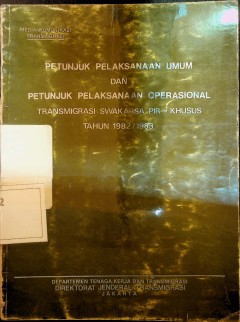 PETUNJUK PELAKSANAAN UMUM
DAN
PETUNJUK PELAKSANAAN OPERASIONAL
TRANSMIGRASI SWAKARSA PIR - KHUSUS
TAHUN 1982/1983
DEPARTEMEN TENAGA KERJA DAN TRANSMIGRASI
DIREKTORAT JENDERAL TRANSMIGRASI
JAKARTA